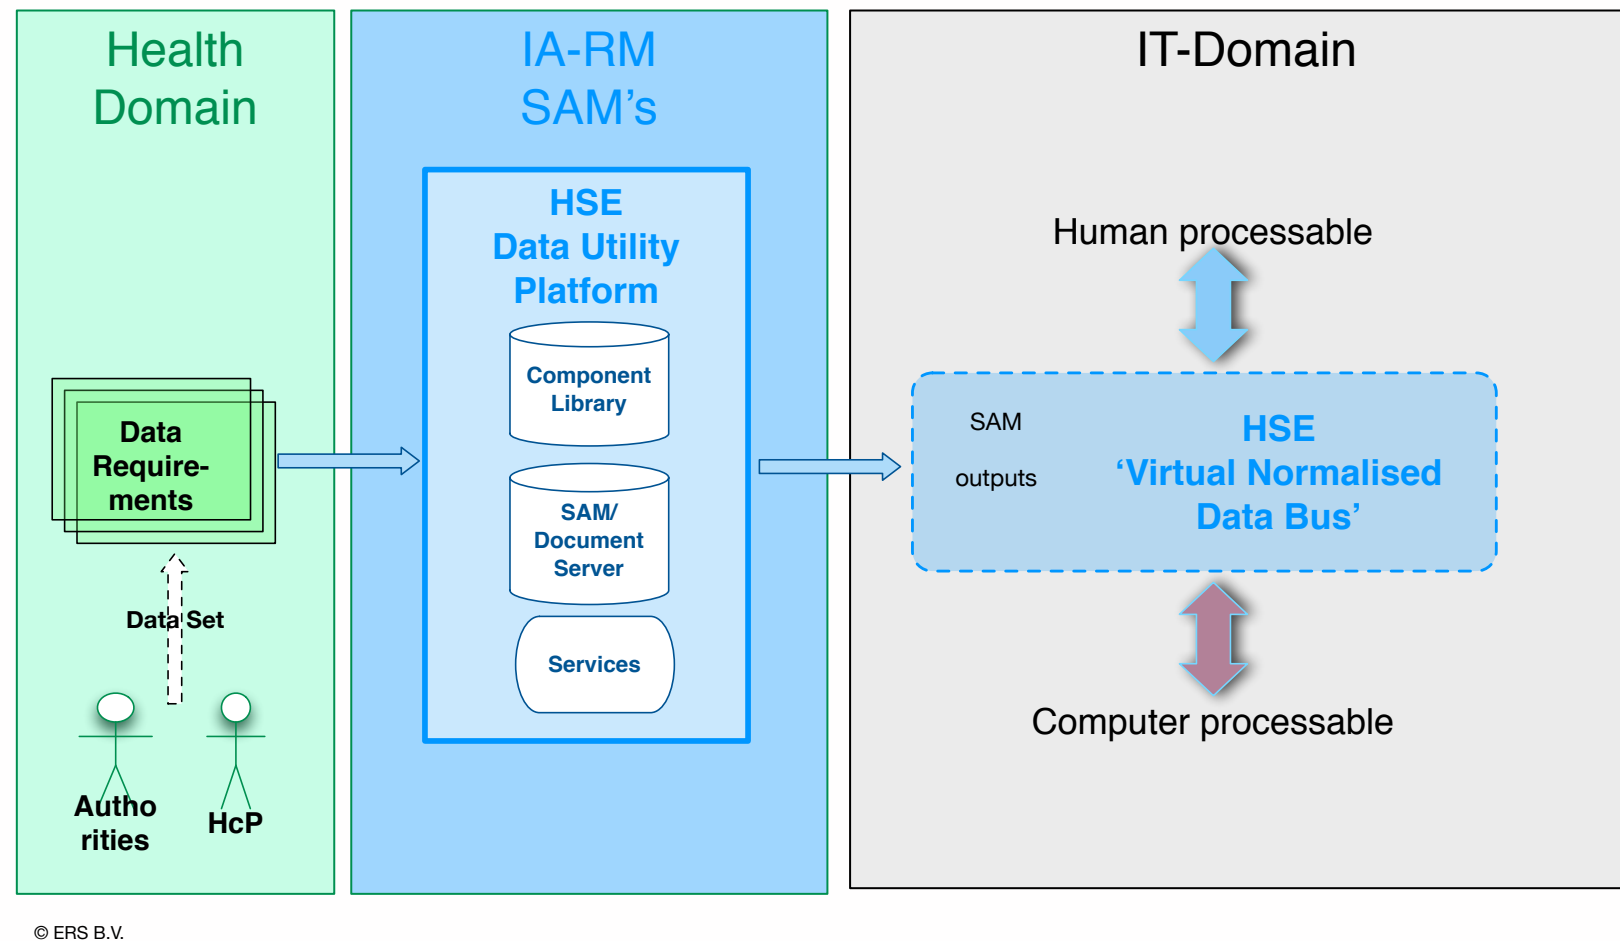 Health
Domain
Data
Require-
ments
Data Set
Autho
rities
HcP
IA-RM
SAM’s
HSE
Data Utility
Platform
Component
Library
SAM/
Document
Server
Services
IT-Domain
Human processable
SAM
outputs
HSE
‘Virtual Normalised
Data Bus’
Computer processable
© ERS B.V.